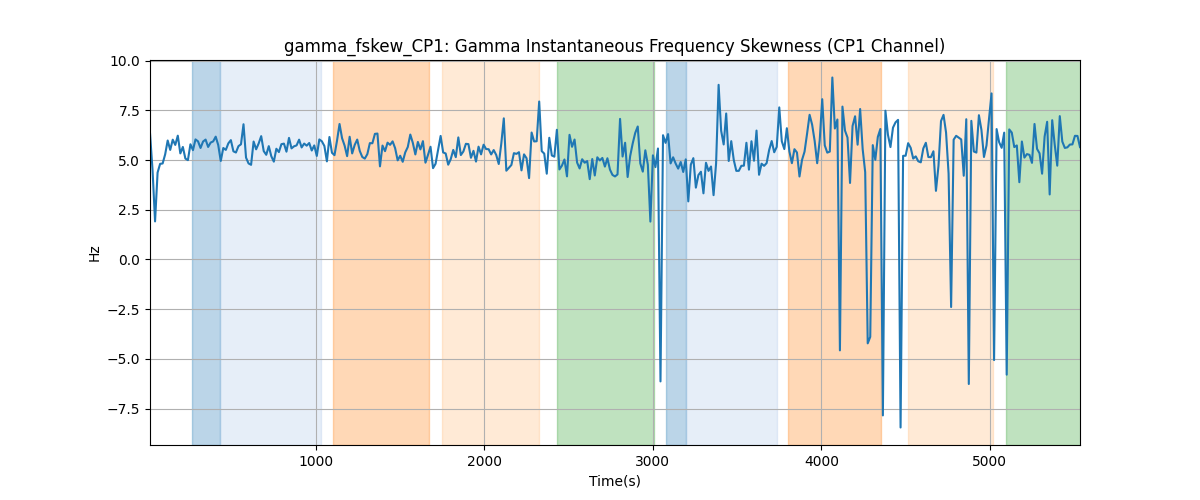 gamma_fskew_CP1: Gamma Instantaneous Frequency Skewness (CP1 Channel)
10.0
7.5
5.0
2.5
0.0
−2.5
−5.0
−7.5
Hz
1000 2000 3000 4000 5000
Time(s)